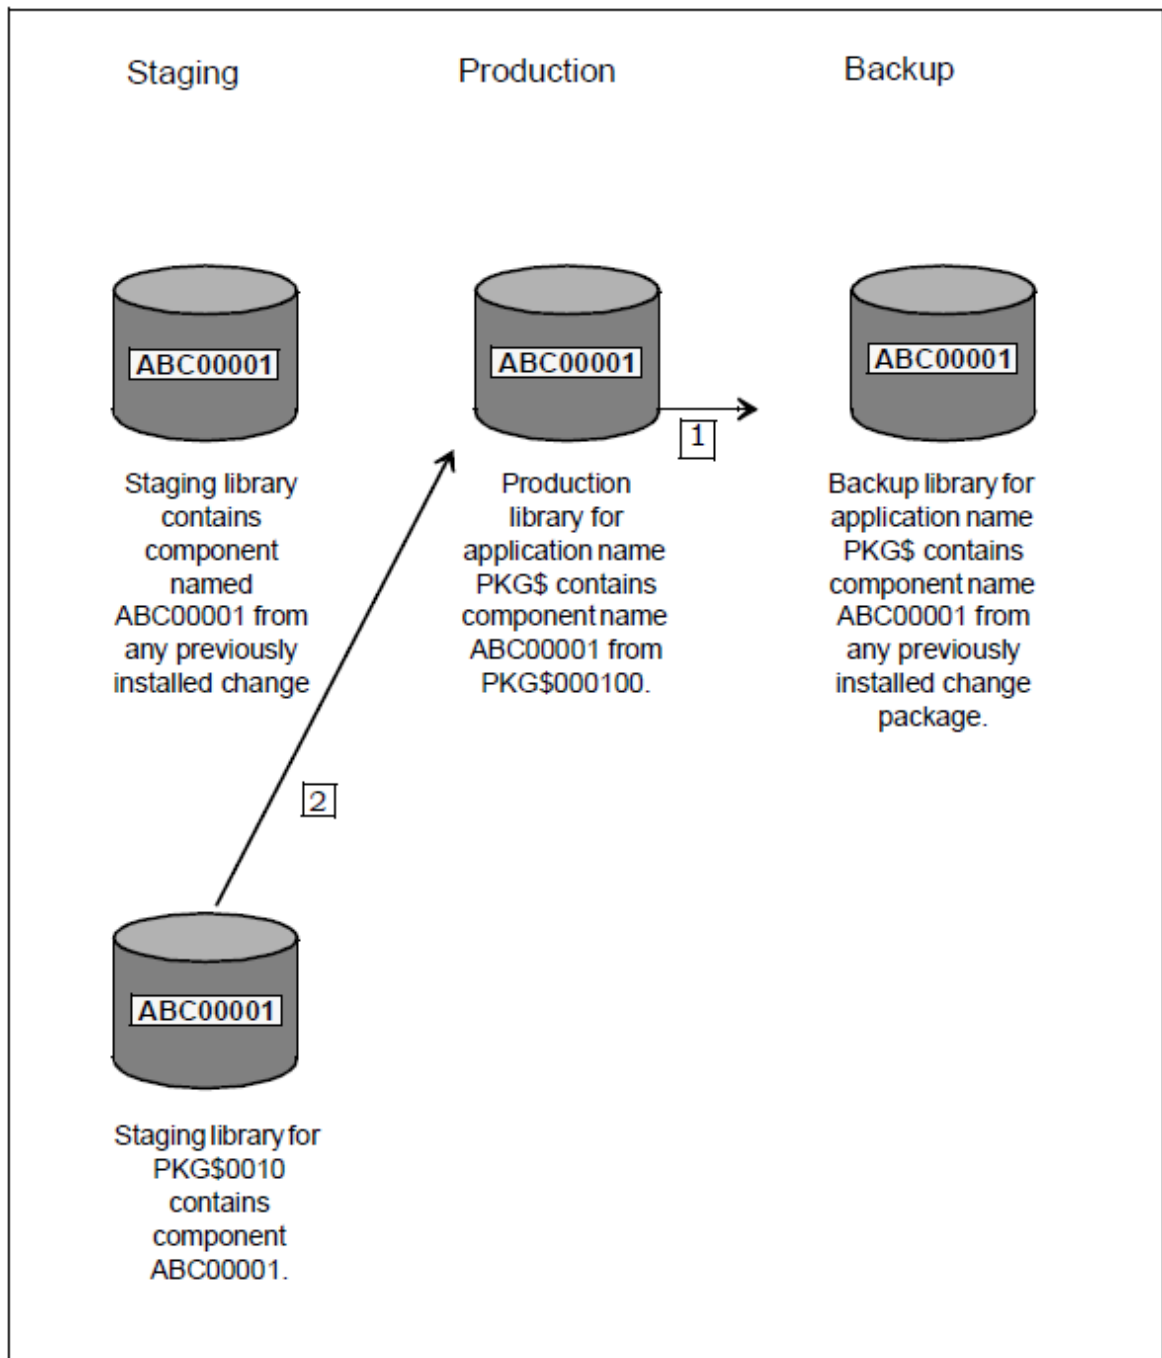 Staging
Production
Backup
ABC00001
ABC00001
ABC00001
1
Staging library
contains
component
named
ABC00001 from
any previously
installed change
Production
library for
application name
PKG$ contains
component name
ABC00001 from
PKG$000100.
Backup library for
application name
PKG$ contains
component name
ABC00001 from
any previously
installed change
package.
2
ABC00001
Staging library for
PKG$0010
contains
component
ABC00001.